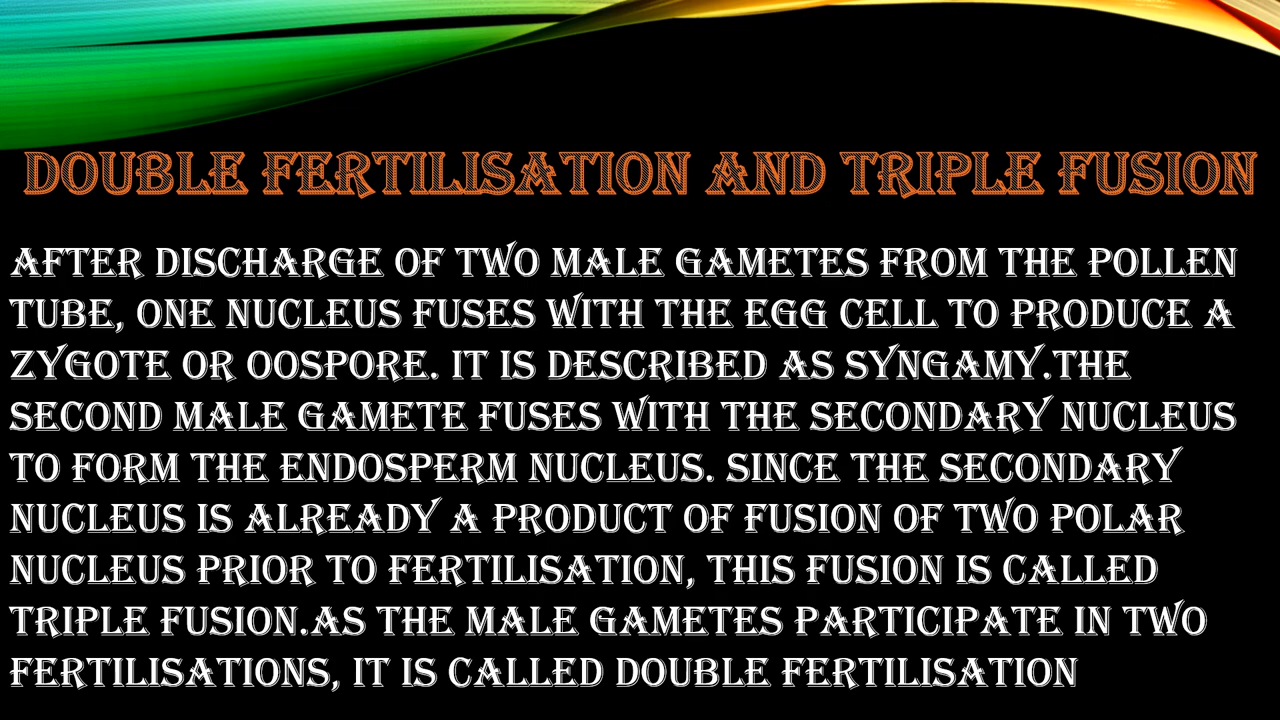 DOUBLE FERTILISATION AND TRIPLE FUSION
AFTER DISCHARGE OF TWO MALE GAMETES FROM THE POLLEN
TUBE, ONE NUCLEUS FUSES WITH THE EGG CELL TO PRODUCE A
ZYGOTE OR OOSPORE. IT IS DESCRIBED AS SYNGAMY.THE
SECOND MALE GAMETE FUSES WITH THE SECONDARY NUCLEUS
TO FORM THE ENDOSPERM NUCLEUS. SINCE THE SECONDARY
NUCLEUS IS ALREADY A PRODUCT OF FUSION OF TWO POLAR
NUCLEUS PRIOR TO FERTILISATION, THIS FUSION IS CALLED
TRIPLE FUSION.AS THE MALE GAMETES PARTICIPATE IN TWO
FERTILISATIONS, IT IS CALLED DOUBLE FERTILISATION